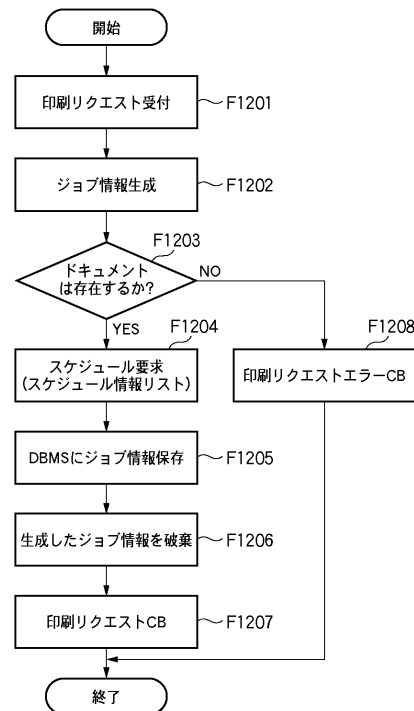 開始
印刷リクエスト受付
F1201
ジョブ情報生成
F1202
F1203
ドキュメント
は存在するか?
NO
YES
F1204
スケジュール要求
(スケジュール情報リスト)
F1208
印刷リクエストエラーCB
DBMSにジョブ情報保存
F1205
生成したジョブ情報を破棄
F1206
印刷リクエストCB
F1207
終了